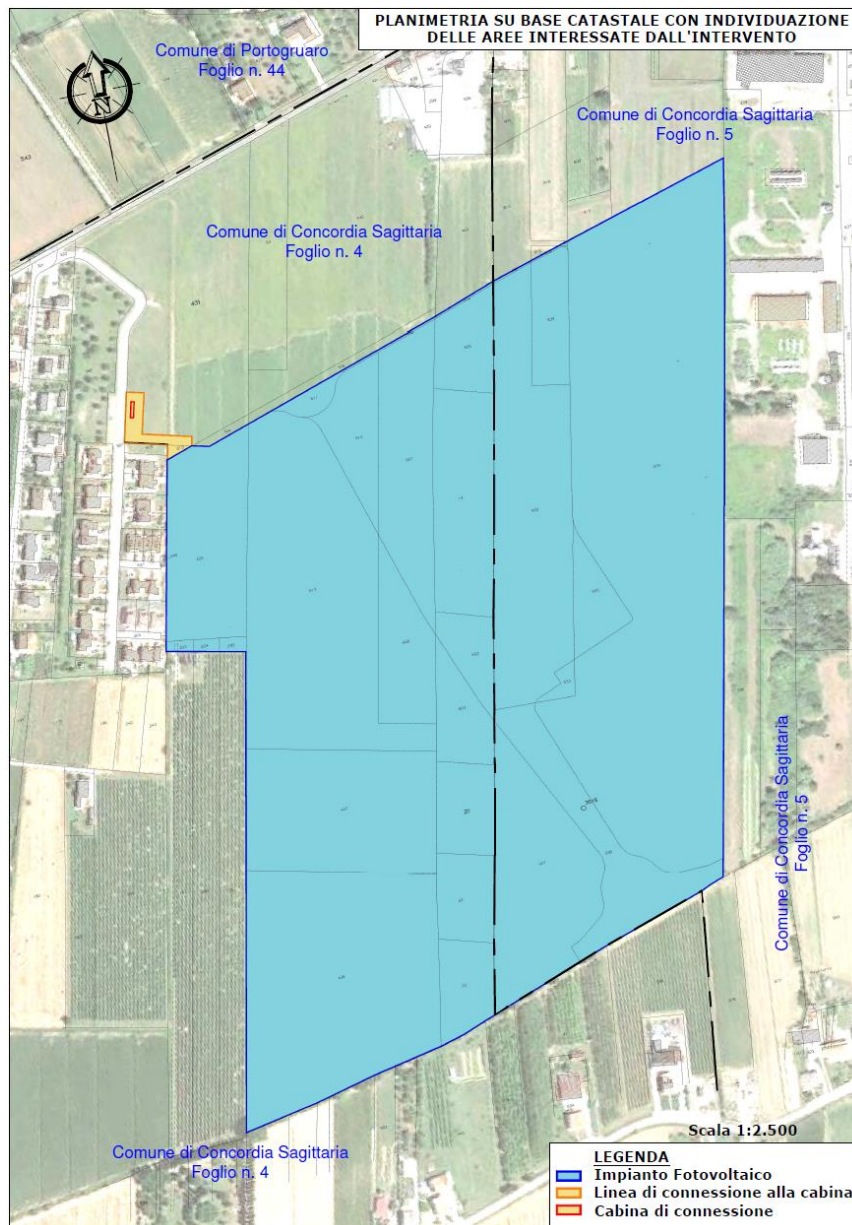 PLANIMETRIA SU BASE CATASTALE CON INDIVIDUAZIONE
DELLE AREE INTERESSATE DALL'INTERVENTO
Comune di Portogruaro
Foglio n. 44
N
Comune di Concordia Sagittaria
Foglio n. 5
Comune di Concordia Sagittaria
Foglio n. 4
Comune di Concordia Sagittaria
Foglio n. 5
Comune di Concordia Sagittaria
Foglio n. 4
Scala 1:2.500
LEGENDA
Impianto Fotovoltaico
Linea di connessione alla cabina
Cabina di connessione